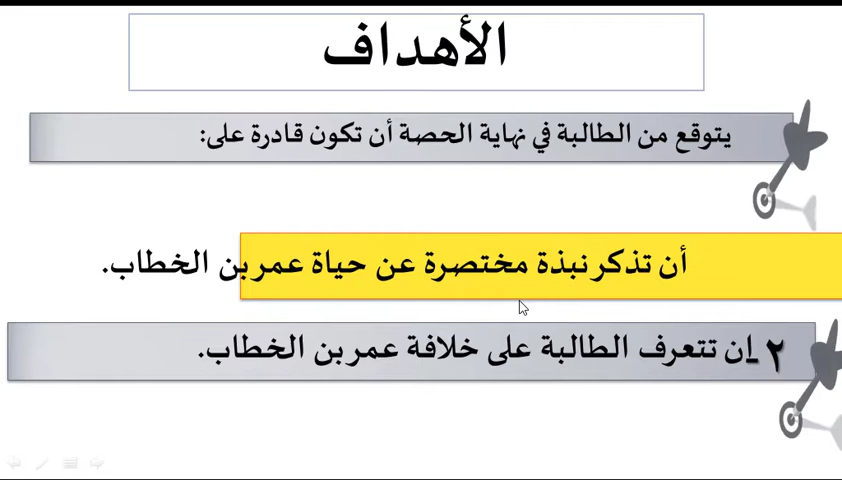 الأهداف
يتوقع من الطالبة في نهاية الحصة أن تكون قادرة على:
أن تذكر نبذة مختصرة عن حياة عمر بن الخطاب.
٢_ ان تتعرف الطالبة على خلافة عمر بن الخطاب.